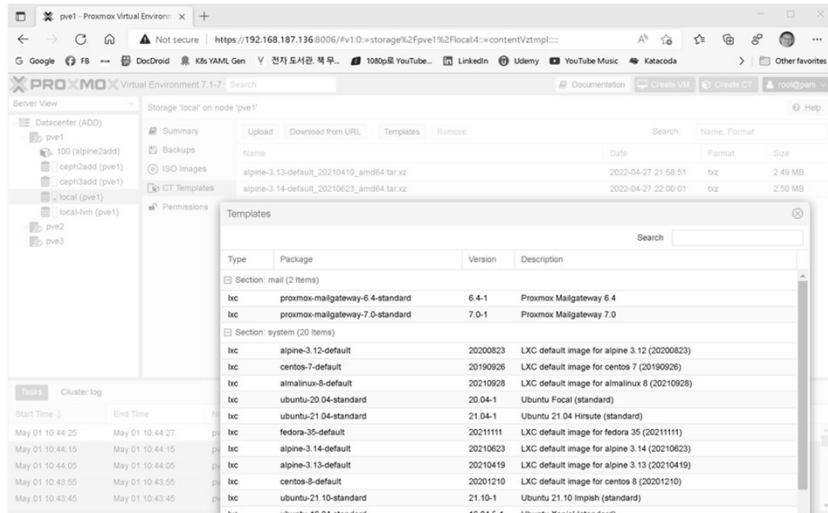 pve1 - Proxmox Virtual Environm
Not secure https://192.168.187.136:8006/#v1:0:=storage%2Fpve1%2Flocal:4::=contentVztmpl:::::
Google FB DocDroid K8s YAML Gen 전자 도서관. 책 무... 1080p로 YouTube... LinkedIn Udemy YouTube Music Katacoda Other favorites
PROXMOX Virtual Environment 7.1-7 Search Documentation Create VM Create CT root@pam
Server View Storage 'local' on node 'pve1' Help
Datacenter (ADD)
pve1
100 (alpine2add)
ceph2add (pve1)
ceph3add (pve1)
local (pve1)
local-lvm (pve1)
pve2
pve3
Summary
Backups
ISO Images
CT Templates
Permissions
Upload Download from URL Templates Remove Search: Name, Format
Name Date Format Size
alpine-3.13-default_20210419_amd64.tar.xz 2022-04-27 21:58:51 txz 2.49 MB
alpine-3.14-default_20210623_amd64.tar.xz 2022-04-27 22:00:01 txz 2.50 MB
Templates
Search
Type Package Version Description
Section: mail (2 Items)
lxc proxmox-mailgateway-6.4-standard 6.4-1 Proxmox Mailgateway 6.4
lxc proxmox-mailgateway-7.0-standard 7.0-1 Proxmox Mailgateway 7.0
Section: system (20 Items)
lxc alpine-3.12-default 20200823 LXC default image for alpine 3.12 (20200823)
lxc centos-7-default 20190926 LXC default image for centos 7 (20190926)
lxc almalinux-8-default 20210928 LXC default image for almalinux 8 (20210928)
lxc ubuntu-20.04-standard 20.04-1 Ubuntu Focal (standard)
lxc ubuntu-21.04-standard 21.04-1 Ubuntu 21.04 Hirsute (standard)
lxc fedora-35-default 20211111 LXC default image for fedora 35 (20211111)
lxc alpine-3.14-default 20210623 LXC default image for alpine 3.14 (20210623)
lxc alpine-3.13-default 20210419 LXC default image for alpine 3.13 (20210419)
lxc centos-8-default 20201210 LXC default image for centos 8 (20201210)
lxc ubuntu-21.10-standard 21.10-1 Ubuntu 21.10 Impish (standard)
Tasks Cluster log
Start Time End Time
May 01 10:44:25 May 01 10:44:27
May 01 10:44:15 May 01 10:44:15
May 01 10:44:05 May 01 10:44:05
May 01 10:43:55 May 01 10:43:55
May 01 10:43:45 May 01 10:43:45